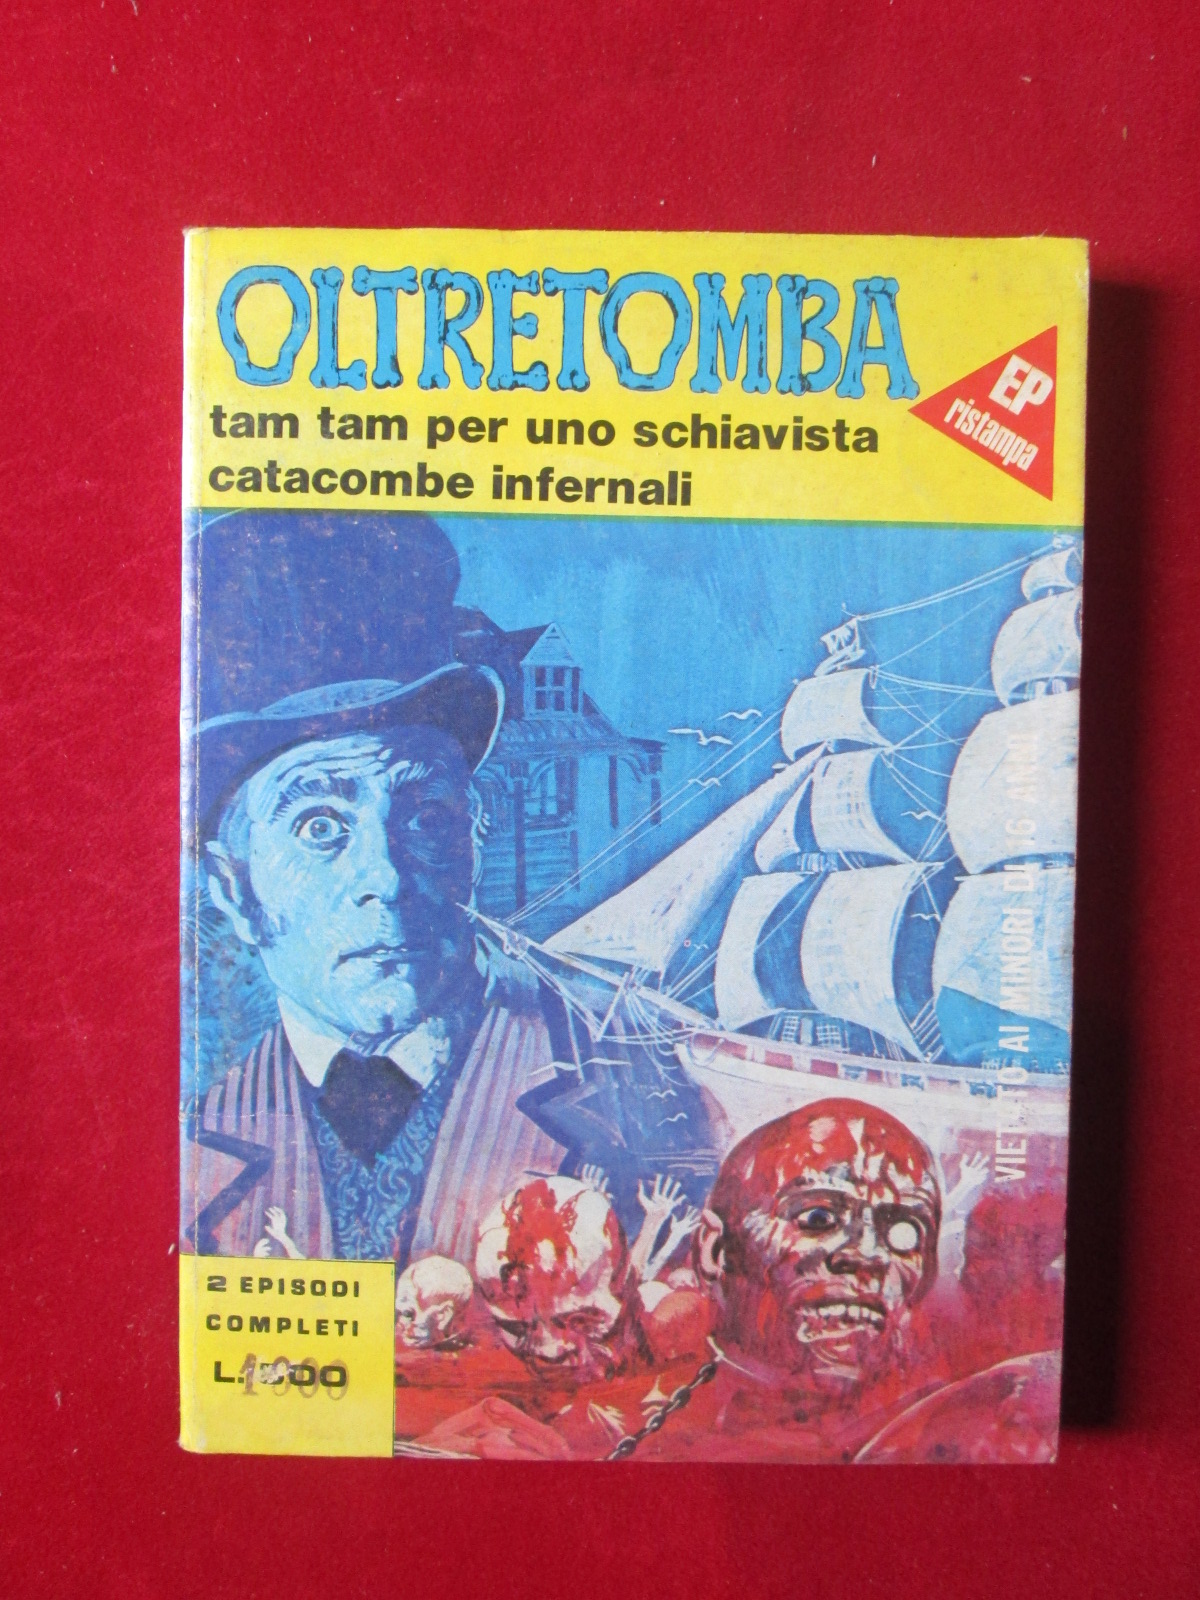 OLTRETOMBA
tam tam per uno schiavista
catacombe infernali
EP
ristampa
VIETATO AI MINORI DI 16 ANNI
2 EPISODI
COMPLETI